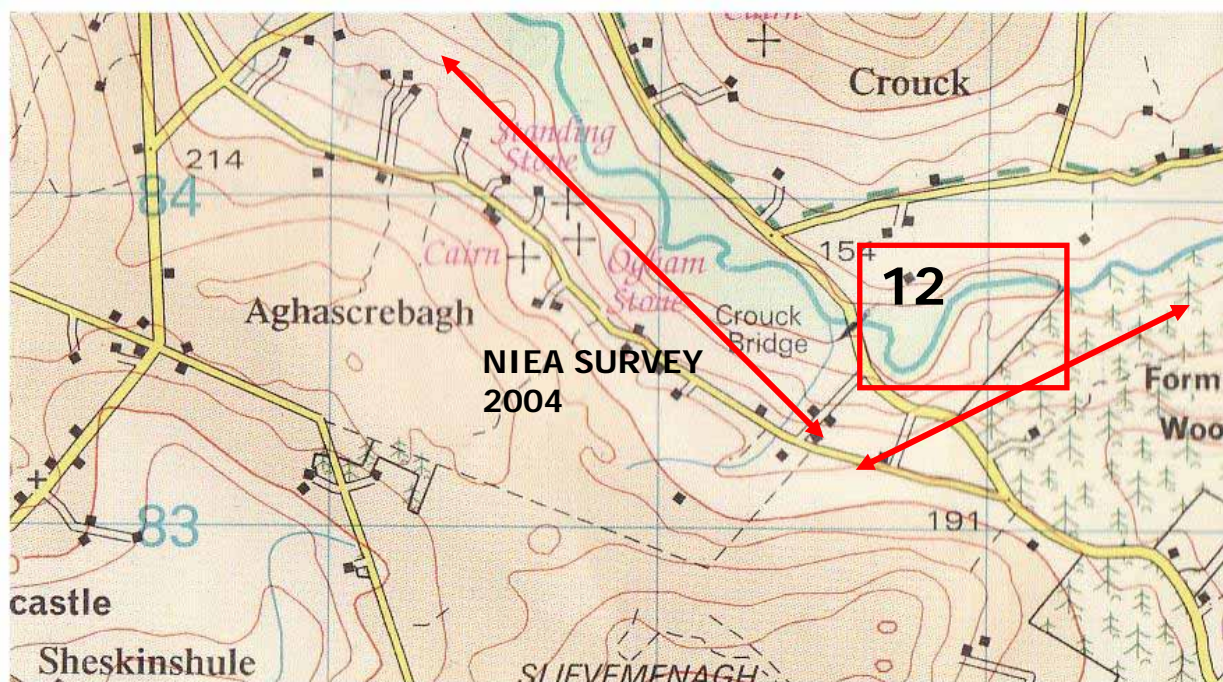 Cairn
Crouck
Standing
Stone
214
84
154
12
Cairn
Ogham
Stone
Aghascrebagh
Crouck
Bridge
NIEA SURVEY
2004
Form
Woo
83
191
castle
Sheskinshule
SLIEVEMENAGH